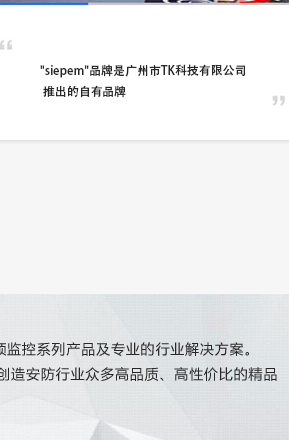 "siepem"品牌是广州市TK科技有限公司
推出的自有品牌
监控系列产品及专业的行业解决方案。
创造安防行业众多高品质、高性价比的精品